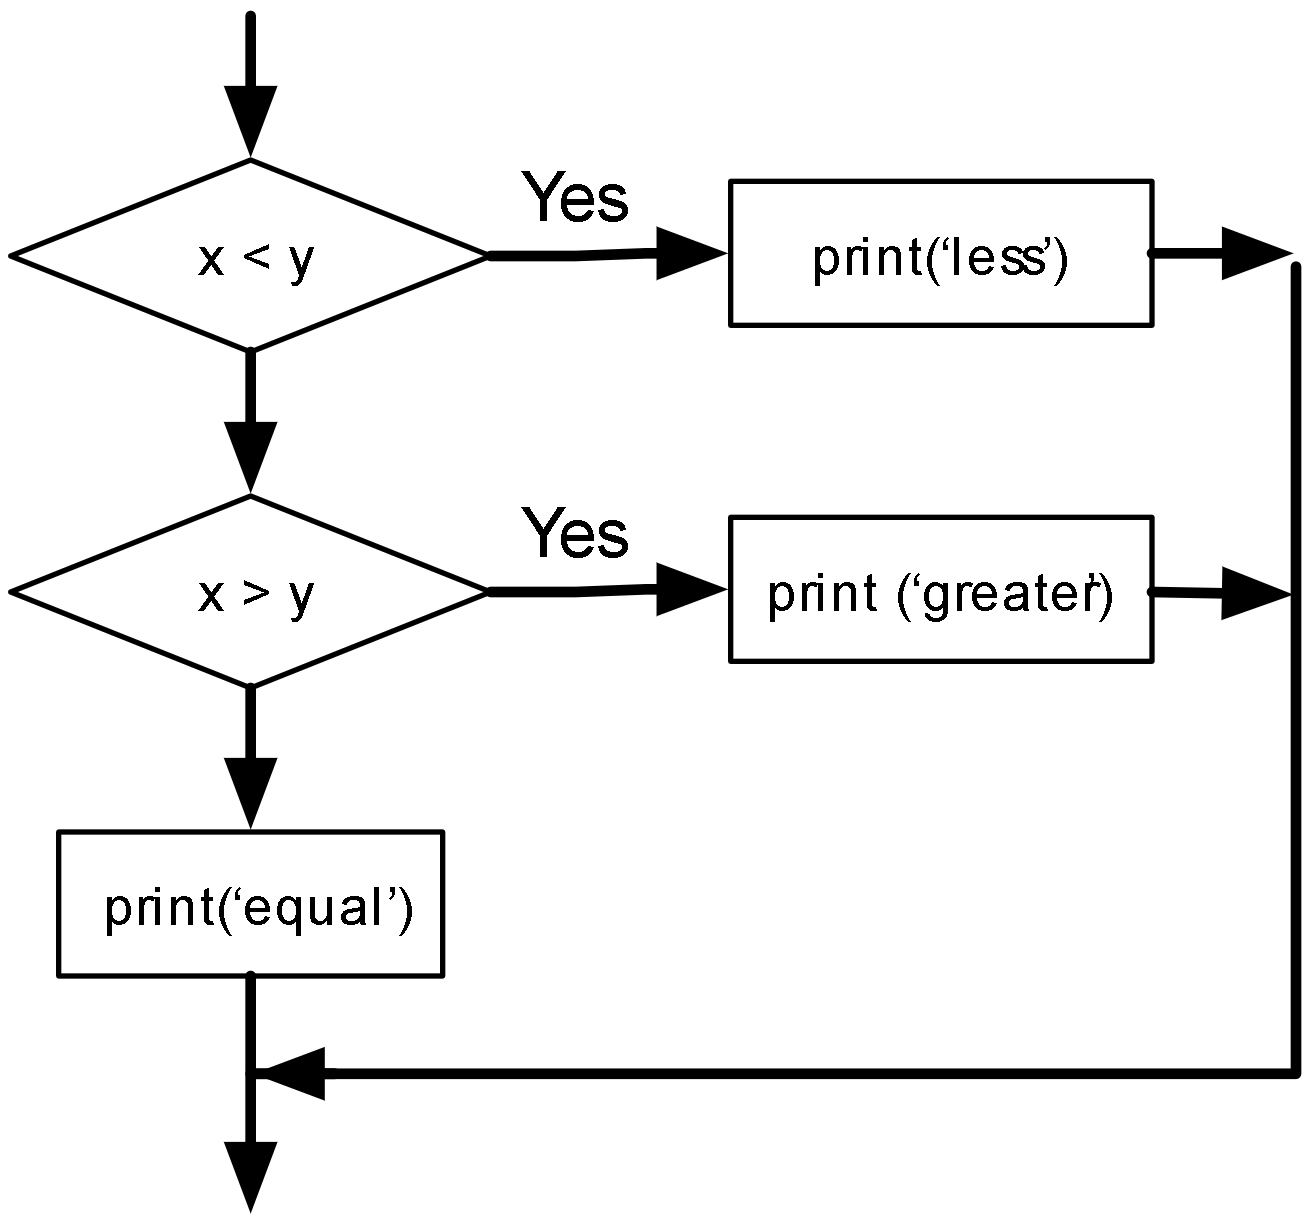 Yes
x < y
print(‘less’)
Yes
x > y
print (‘greater’)
print(‘equal’)